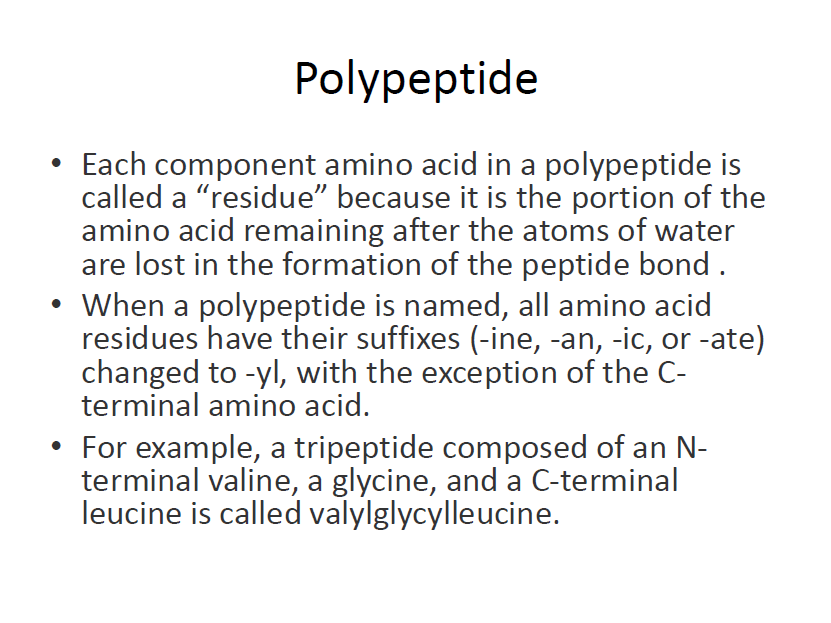 Polypeptide
• Each component amino acid in a polypeptide is
called a “residue” because it is the portion of the
amino acid remaining after the atoms of water
are lost in the formation of the peptide bond .
• When a polypeptide is named, all amino acid
residues have their suffixes (-ine, -an, -ic, or -ate)
changed to -yl, with the exception of the C-
terminal amino acid.
• For example, a tripeptide composed of an N-
terminal valine, a glycine, and a C-terminal
leucine is called valylglycylleucine.